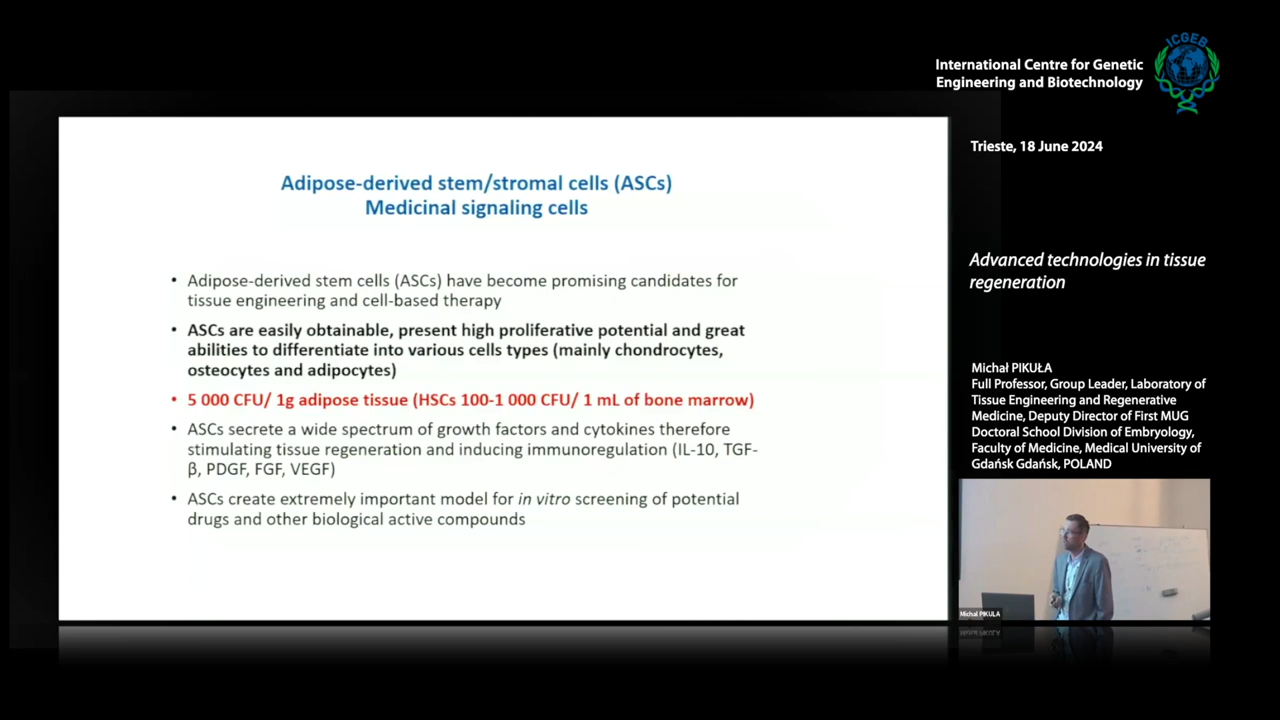 ICGEB
International Centre for Genetic
Engineering and Biotechnology
Trieste, 18 June 2024
Adipose-derived stem/stromal cells (ASCs)
Medicinal signaling cells
• Adipose-derived stem cells (ASCs) have become promising candidates for
tissue engineering and cell-based therapy
• ASCs are easily obtainable, present high proliferative potential and great
abilities to differentiate into various cells types (mainly chondrocytes,
osteocytes and adipocytes)
• 5 000 CFU/ 1g adipose tissue (HSCs 100-1 000 CFU/ 1 mL of bone marrow)
• ASCs secrete a wide spectrum of growth factors and cytokines therefore
stimulating tissue regeneration and inducing immunoregulation (IL-10, TGF-
β, PDGF, FGF, VEGF)
• ASCs create extremely important model for in vitro screening of potential
drugs and other biological active compounds
Advanced technologies in tissue
regeneration
Michał PIKUŁA
Full Professor, Group Leader, Laboratory of
Tissue Engineering and Regenerative
Medicine, Deputy Director of First MUG
Doctoral School Division of Embryology,
Faculty of Medicine, Medical University of
Gdańsk Gdańsk, POLAND
Michal PIKULA